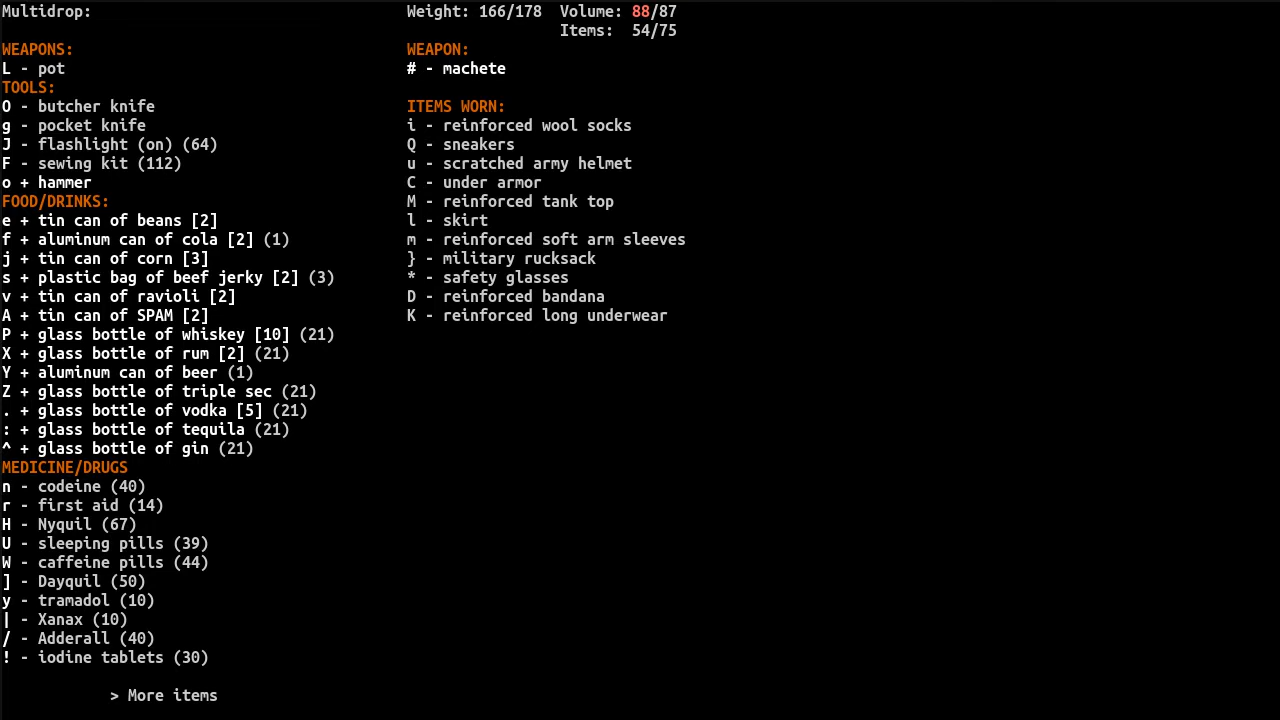 Multidrop: Weight: 166/178 Volume: 88/87
Items: 54/75
WEAPONS:
L - pot
TOOLS:
O - butcher knife
g - pocket knife
J - flashlight (on) (64)
F - sewing kit (112)
o + hammer
FOOD/DRINKS:
e + tin can of beans [2]
f + aluminum can of cola [2] (1)
j + tin can of corn [3]
s + plastic bag of beef jerky [2] (3)
v + tin can of ravioli [2]
A + tin can of SPAM [2]
P + glass bottle of whiskey [10] (21)
X + glass bottle of rum [2] (21)
Y + aluminum can of beer (1)
Z + glass bottle of triple sec (21)
. + glass bottle of vodka [5] (21)
: + glass bottle of tequila (21)
^ + glass bottle of gin (21)
MEDICINE/DRUGS
n - codeine (40)
r - first aid (14)
H - Nyquil (67)
U - sleeping pills (39)
W - caffeine pills (44)
] - Dayquil (50)
y - tramadol (10)
| - Xanax (10)
/ - Adderall (40)
! - iodine tablets (30)
> More items
WEAPON:
# - machete
ITEMS WORN:
i - reinforced wool socks
Q - sneakers
u - scratched army helmet
C - under armor
M - reinforced tank top
l - skirt
m - reinforced soft arm sleeves
} - military rucksack
* - safety glasses
D - reinforced bandana
K - reinforced long underwear